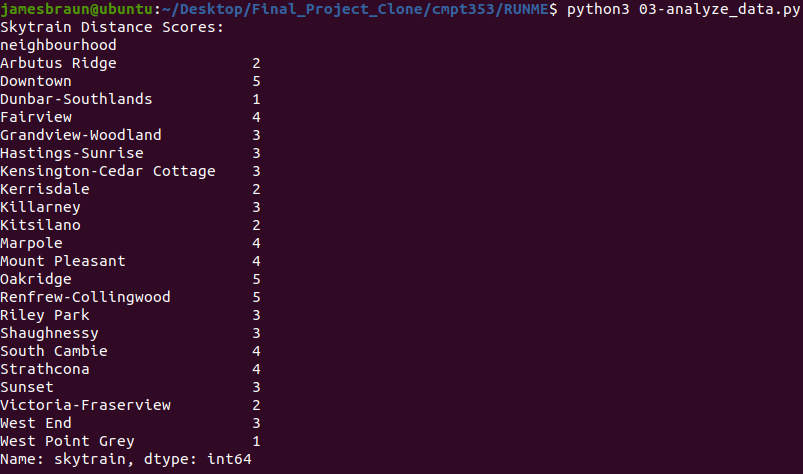 jamesbraun@ubuntu:~/Desktop/Final_Project_Clone/cmpt353/RUNME$ python3 03-analyze_data.py
Skytrain Distance Scores:
neighbourhood
Arbutus Ridge 2
Downtown 5
Dunbar-Southlands 1
Fairview 4
Grandview-Woodland 3
Hastings-Sunrise 3
Kensington-Cedar Cottage 3
Kerrisdale 2
Killarney 3
Kitsilano 2
Marpole 4
Mount Pleasant 4
Oakridge 5
Renfrew-Collingwood 5
Riley Park 3
Shaughnessy 3
South Cambie 4
Strathcona 4
Sunset 3
Victoria-Fraserview 2
West End 3
West Point Grey 1
Name: skytrain, dtype: int64